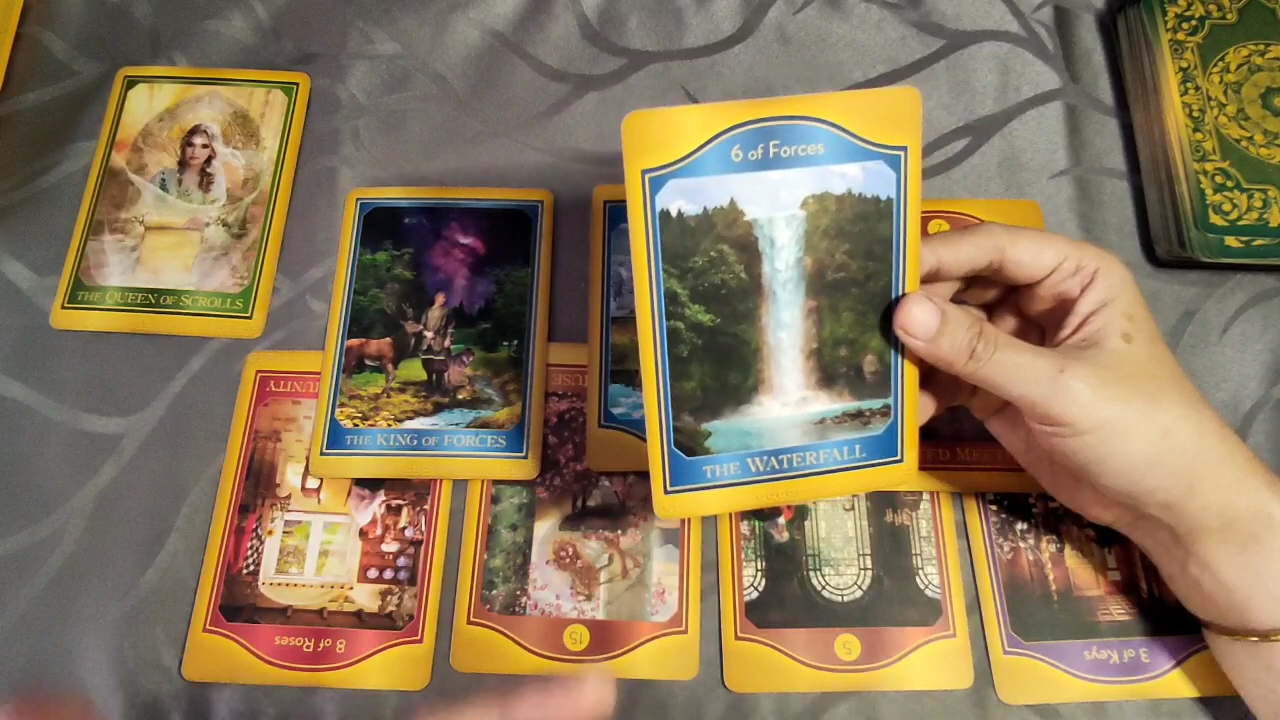 THE QUEEN OF SCROLLS
THE KING OF FORCES
6 of Forces
THE WATERFALL
7
8 of Roses
15
5
3 of Keys